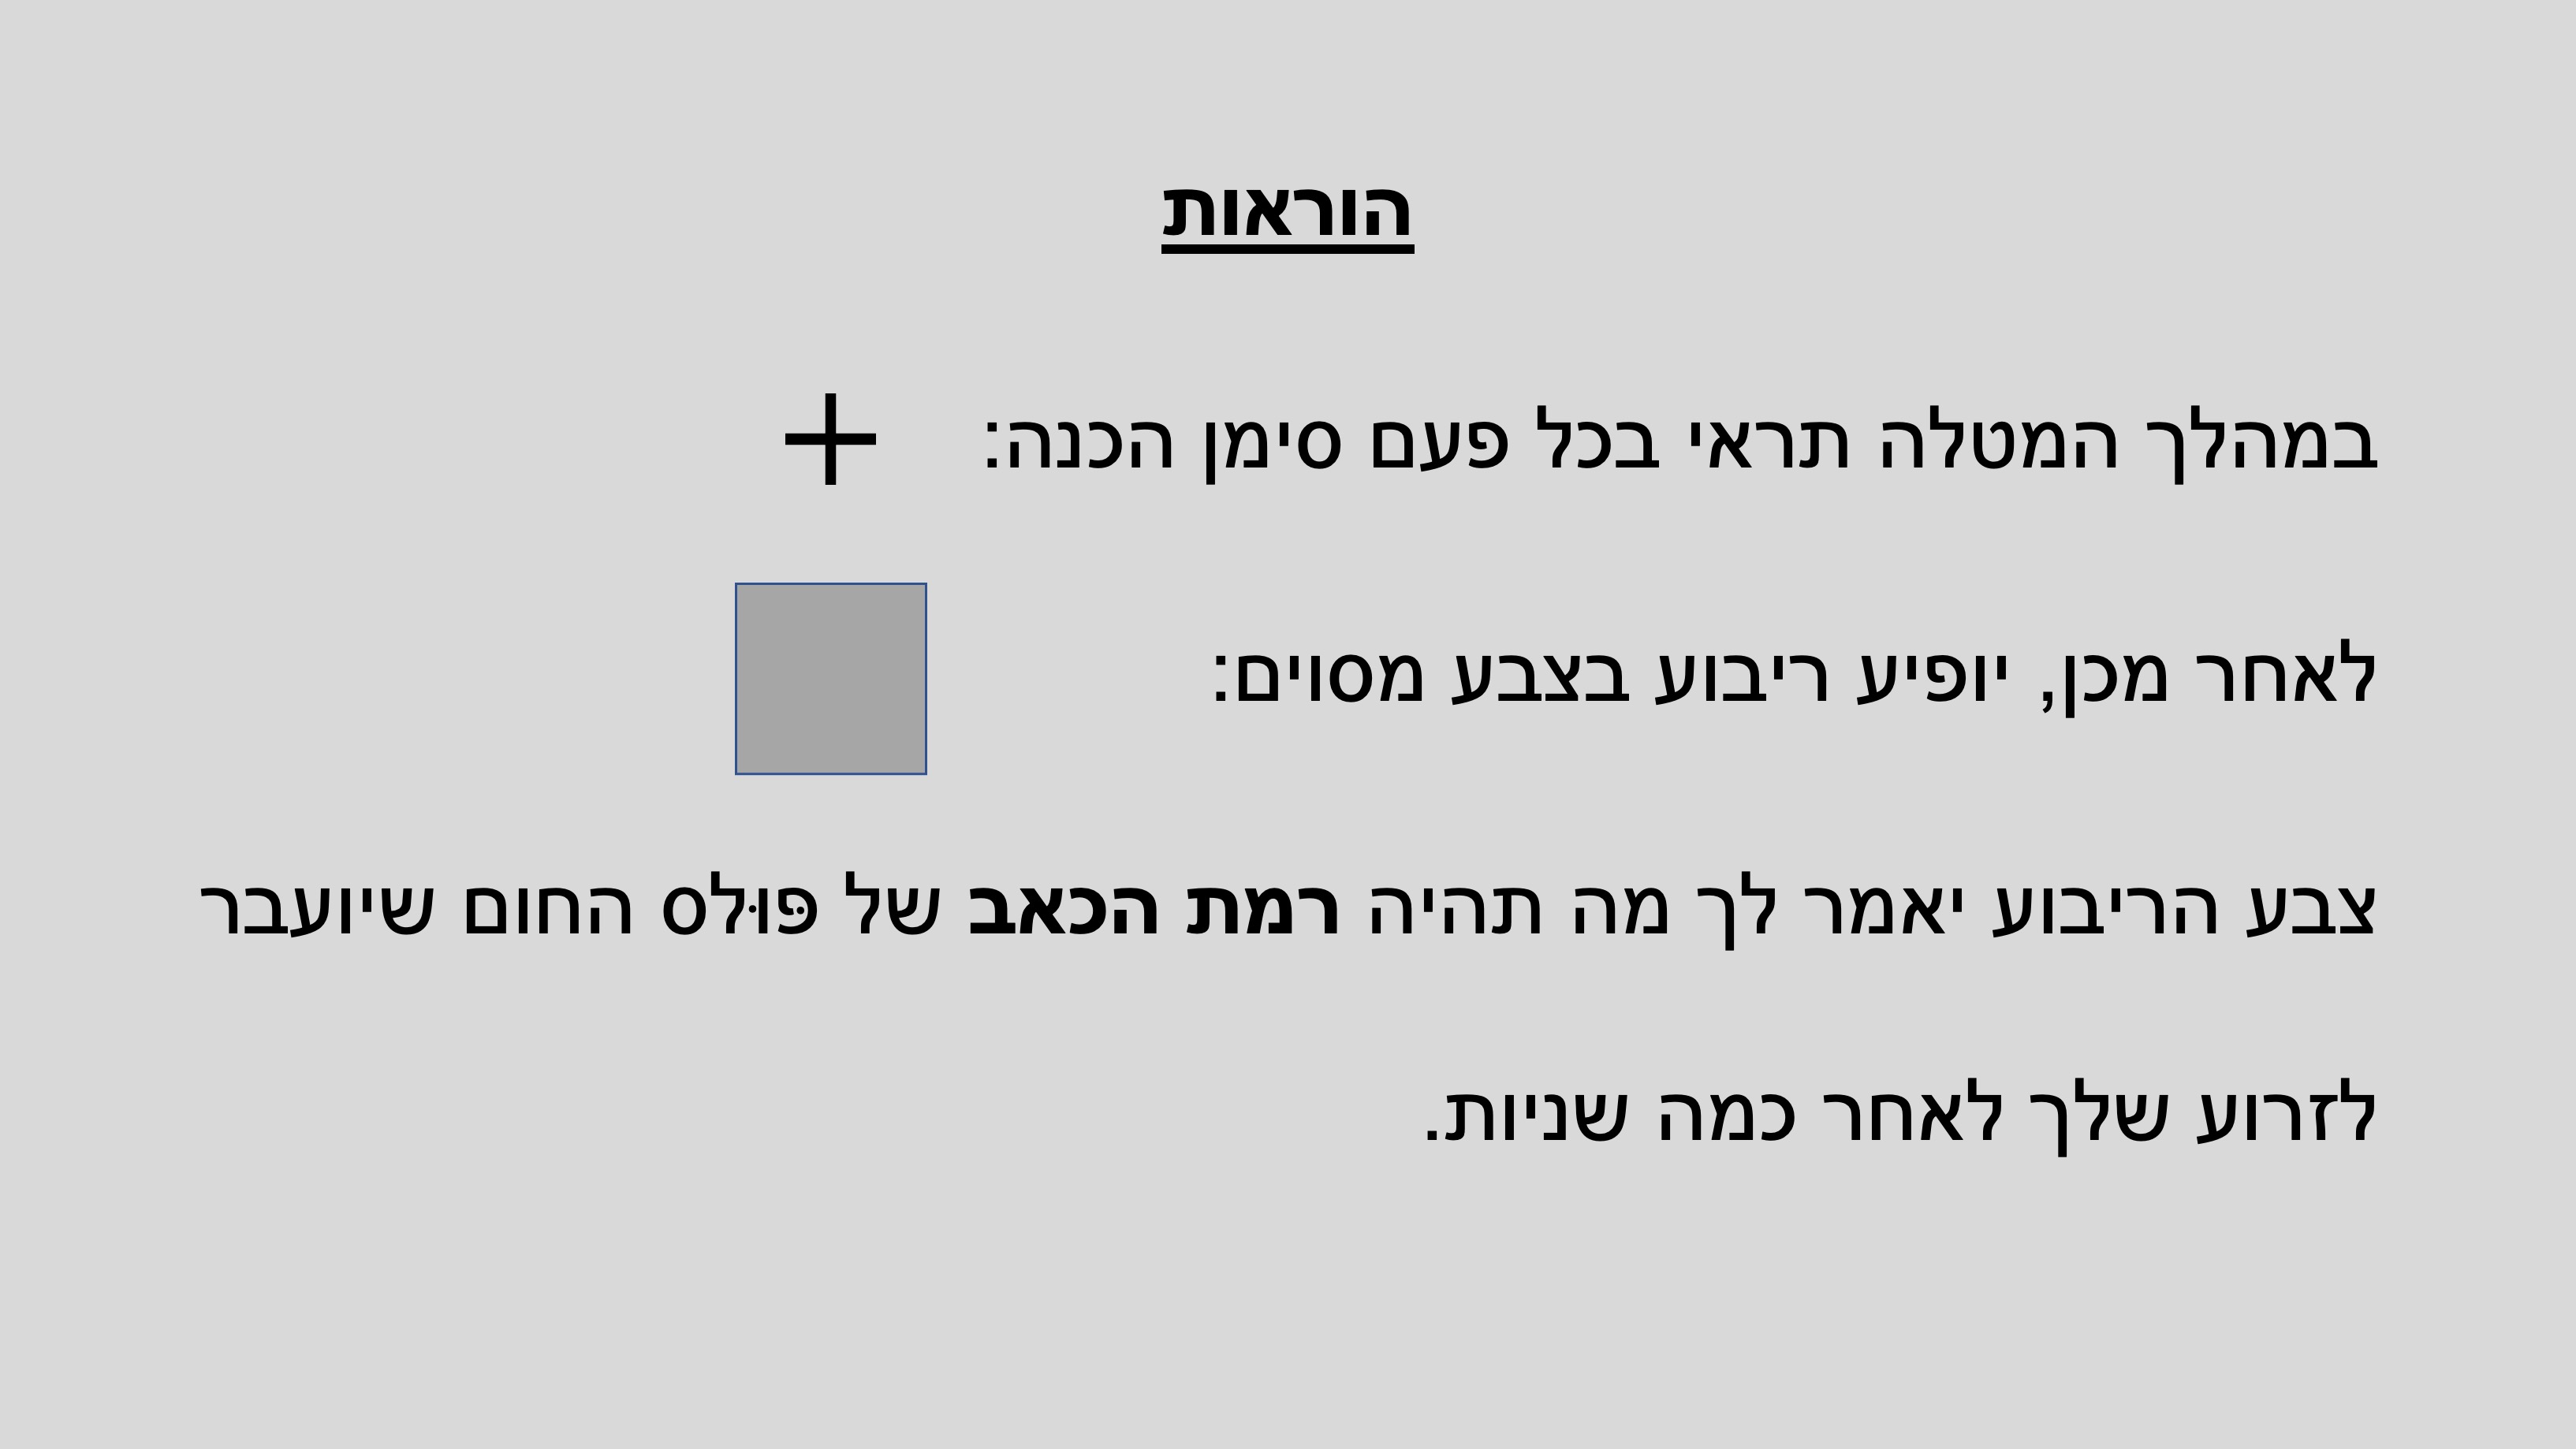 הוראות
במהלך המטלה תראי בכל פעם סימן הכנה: +
לאחר מכן, יופיע ריבוע בצבע מסוים:
צבע הריבוע יאמר לך מה תהיה רמת הכאב של פּוּלס החום שיועבר
לזרוע שלך לאחר כמה שניות.